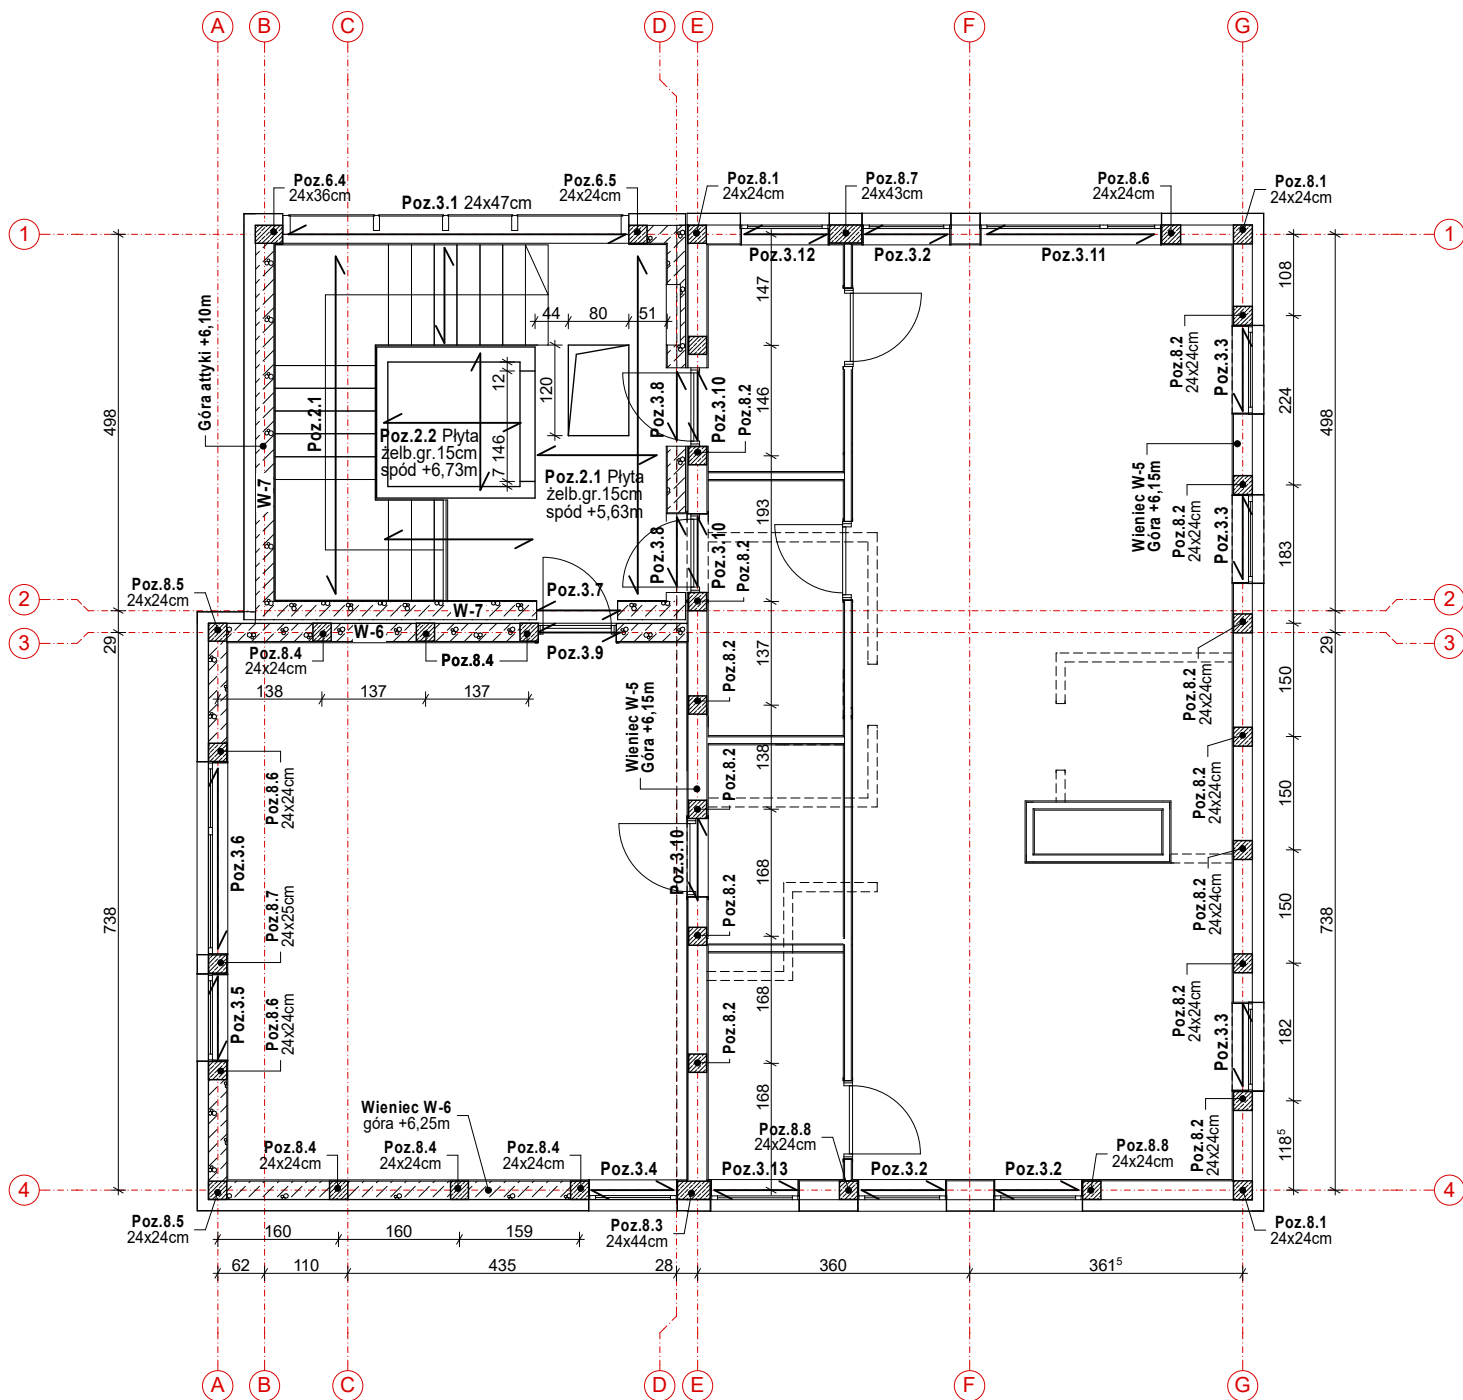 A
B
C
D
E
F
G
Poz.6.4
24x36cm
Poz.3.1 24x47cm
Poz.6.5
24x24cm
Poz.8.1
24x24cm
Poz.8.7
24x43cm
Poz.8.6
24x24cm
Poz.8.1
24x24cm
1
1
Poz.3.12
Poz.3.2
Poz.3.11
108
147
44
80
51
Góra attyki +6,10m
Poz.8.2
24x24cm
Poz.3.3
224
498
498
Poz.2.1
12
120
146
7
Poz.3.8
Poz.3.10
Poz.8.2
146
Poz.2.2 Płyta
żelb.gr.15cm
spód +6,73m
Poz.2.1 Płyta
żelb.gr.15cm
spód +5,63m
W-7
Wieniec W-5
Góra +6,15m
Poz.8.2
24x24cm
Poz.3.3
183
193
Poz.3.8
Poz.3.10
Poz.8.2
Poz.8.5
24x24cm
Poz.3.7
2
2
W-7
3
3
W-6
29
29
Poz.8.4
24x24cm
Poz.8.4
Poz.3.9
Poz.8.2
137
Poz.8.2
24x24cm
150
138
137
137
Wieniec W-5
Góra +6,15m
Poz.8.2
138
Poz.8.6
24x24cm
Poz.8.2
24x24cm
150
Poz.3.6
Poz.3.10
Poz.8.2
168
Poz.8.7
24x25cm
Poz.8.2
24x24cm
150
738
738
Poz.3.5
Poz.8.6
24x24cm
Poz.8.2
168
Poz.8.2
24x24cm
Poz.3.3
182
Wieniec W-6
góra +6,25m
168
Poz.8.8
24x24cm
Poz.8.2
24x24cm
118⁵
Poz.8.4
24x24cm
Poz.8.4
24x24cm
Poz.8.4
24x24cm
Poz.3.4
Poz.3.13
Poz.3.2
Poz.3.2
Poz.8.8
24x24cm
4
4
Poz.8.5
24x24cm
160
160
159
Poz.8.3
24x44cm
Poz.8.1
24x24cm
62
110
435
28
360
361⁵
A
B
C
D
E
F
G